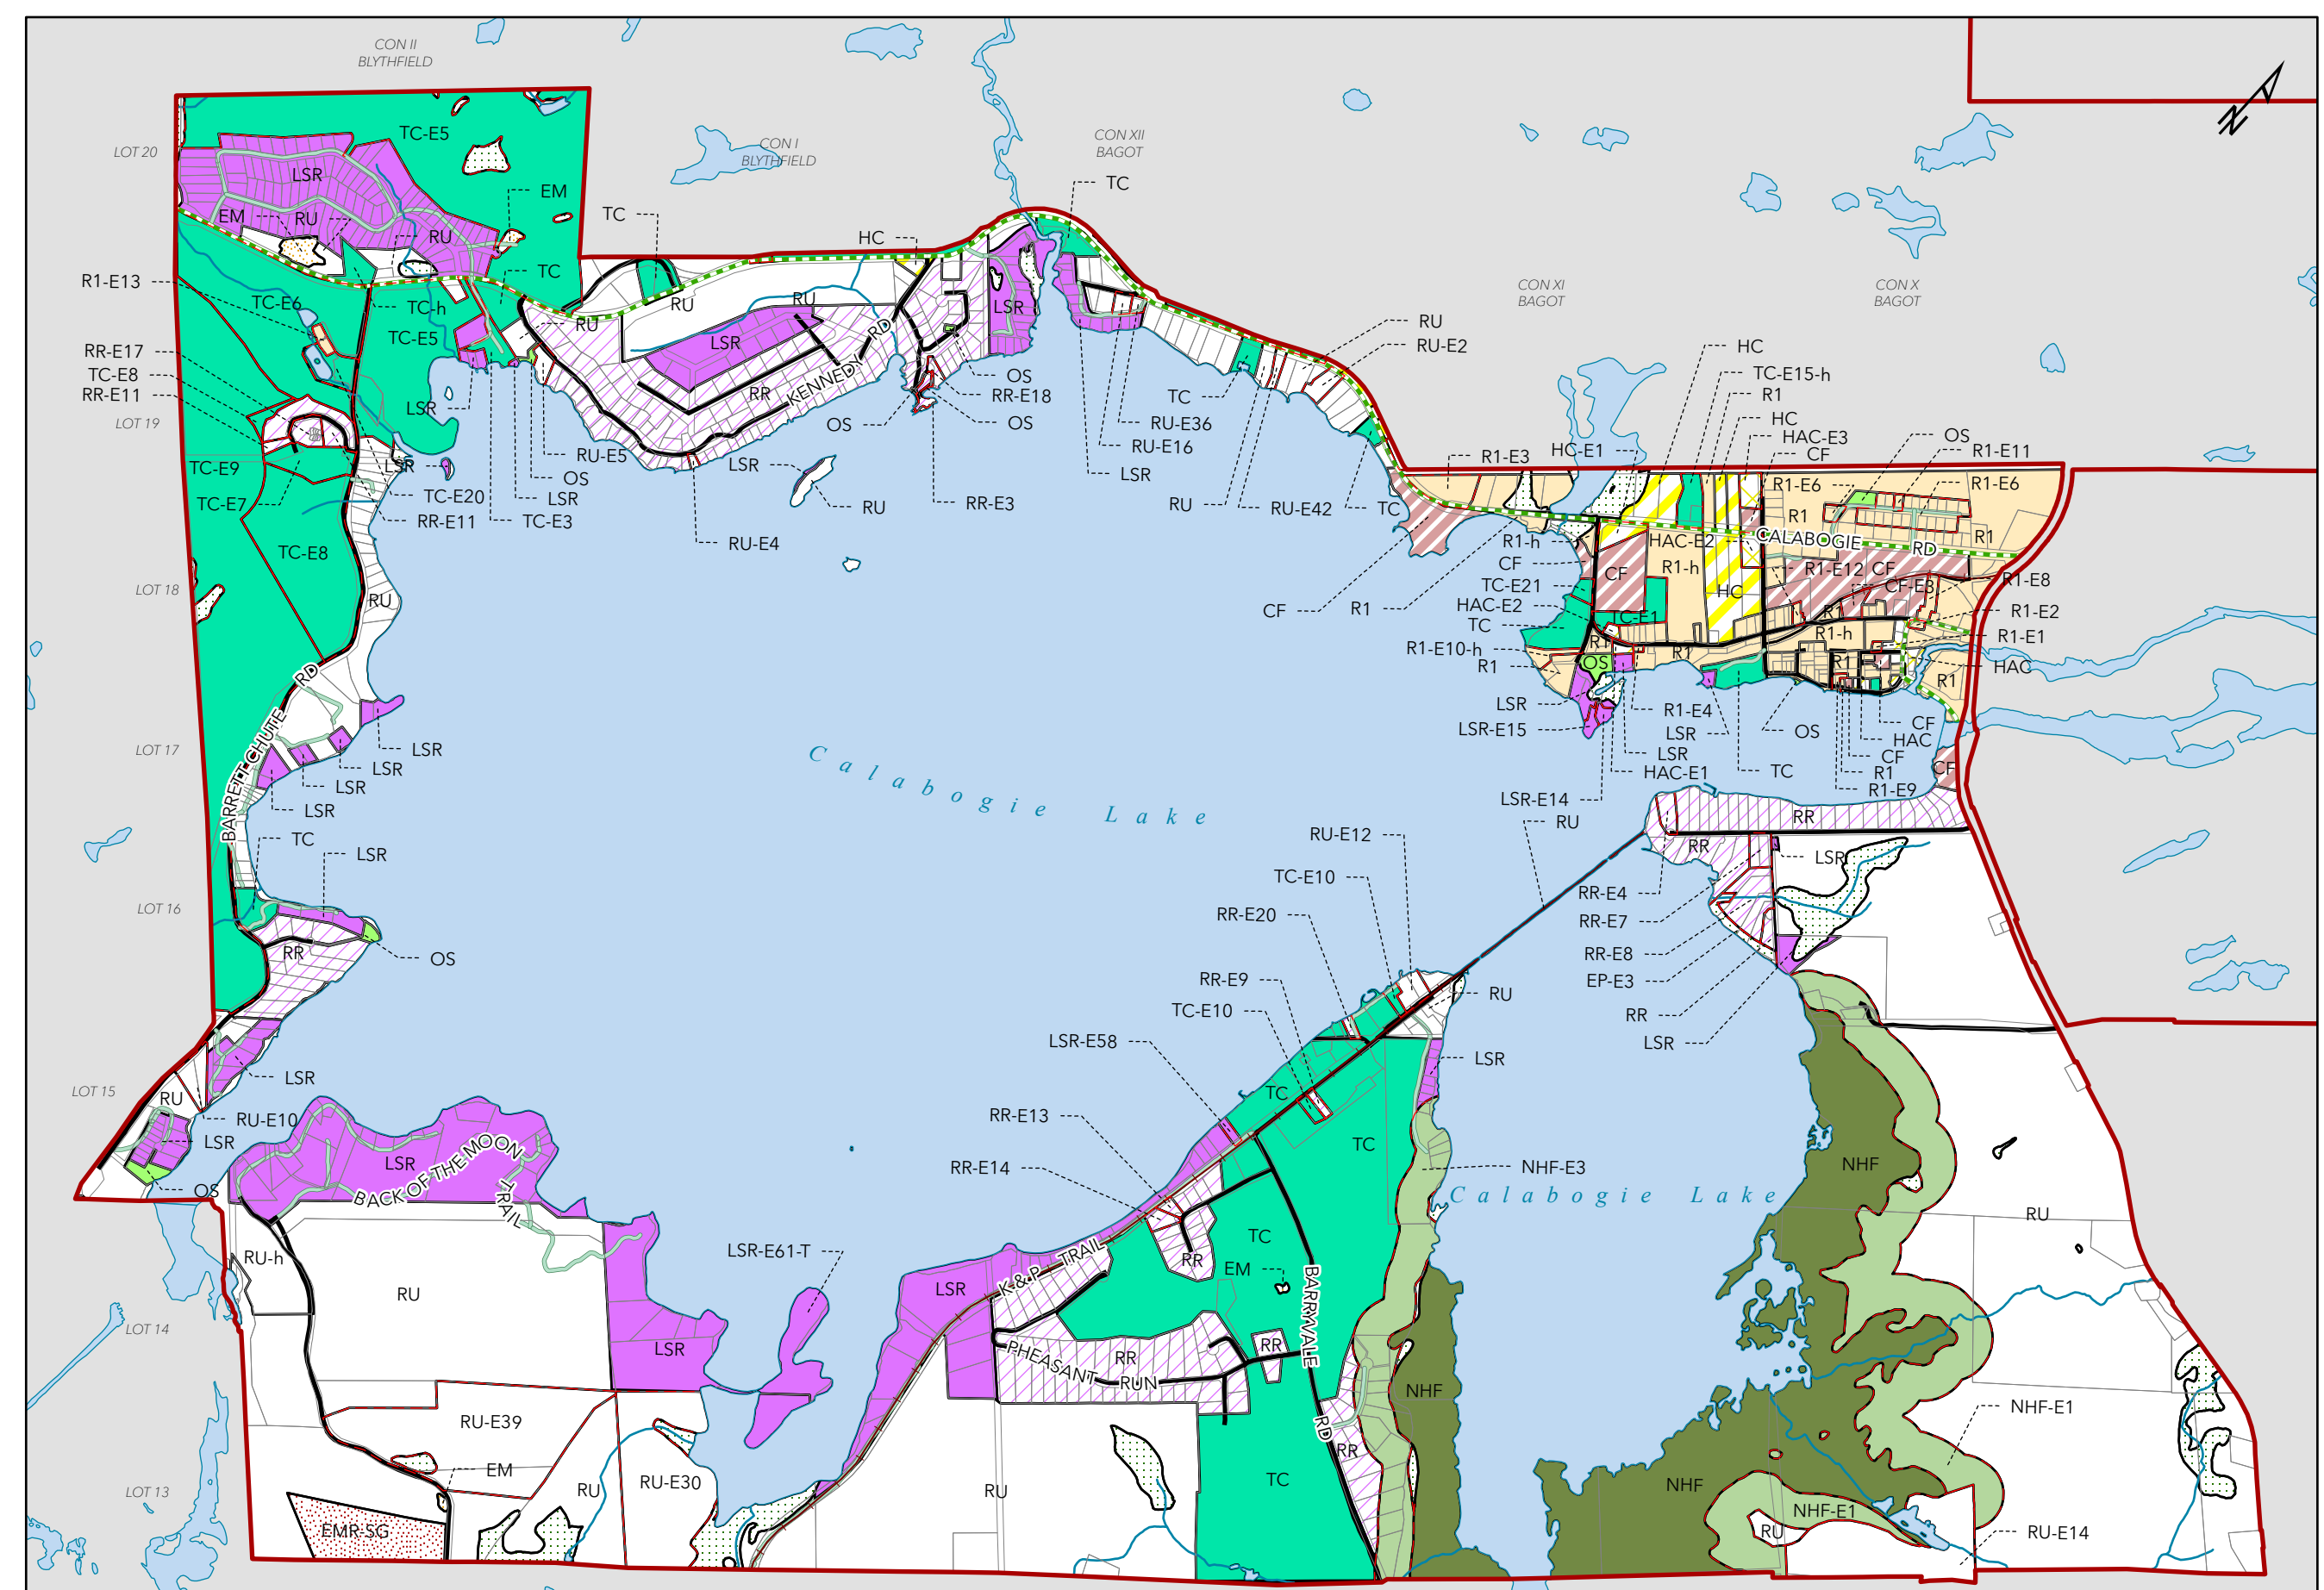 CON II
BLYTHFIELD
CON I
BLYTHFIELD
CON XII
BAGOT
CON XI
BAGOT
CON X
BAGOT
N
LOT 20
LOT 19
LOT 18
LOT 17
LOT 16
LOT 15
LOT 14
LOT 13
TC-E5
LSR
EM
RU
RU
EM
TC
TC
HC
TC
R1-E13
TC-E6
TC-h
TC-E5
RU
RU
RU
LSR
LSR
RR-E17
TC-E8
RR-E11
RR
KENNEDY RD
OS
RR-E18
OS
OS
LSR
TC-E9
TC-E7
LSR
TC-E20
RR-E11
RU-E5
OS
LSR
TC-E3
LSR
RU
RR-E3
RU-E4
TC
RU-E36
RU-E16
LSR
RU
RU-E2
RU
RU-E42
TC
TC-E8
RU
BARRETT CHUTE RD
LSR
LSR
LSR
LSR
TC
LSR
OS
RR
LSR
RU
RU-E10
LSR
OS
HC
TC-E15-h
R1
HC
HAC-E3
CF
OS
R1-E11
R1-E3
HC-E1
R1-E6
R1-E6
R1
R1
CALABOGIE RD
R1-h
HAC-E2
CF
CF
R1-h
R1-E12
CF
R1-E8
CF-E3
TC-E21
HC
HAC-E2
TC-E1
R1
R1-E2
TC
R1-h
R1-E1
R1-E10-h
R1
R1
R1
HAC
R1
OS
R1
CF
R1
LSR
R1-E4
LSR-E15
LSR
OS
CF
HAC
LSR
CF
HAC-E1
TC
R1
R1-E9
CF
LSR-E14
RU
RR
RR
LSR
RR-E4
RR-E7
RR-E8
EP-E3
RR
LSR
Calabogie Lake
RU-E12
TC-E10
RR-E20
RR-E9
TC-E10
RU
LSR-E58
LSR
TC
RR-E13
TC
RR-E14
NHF-E3
Calabogie Lake
NHF
RU
LSR
BACK OF THE MOON TRAIL
RU-h
RU
LSR-E61-T
LSR
K & P TRAIL
RR
TC
EM
BARRYVALE RD
LSR
RR
RR
PHEASANT RUN
NHF
RU-E39
EM
RU
RU-E30
RU
TC
RR
NHF
NHF-E1
NHF-E1
RU
RU-E14
EMR-SG